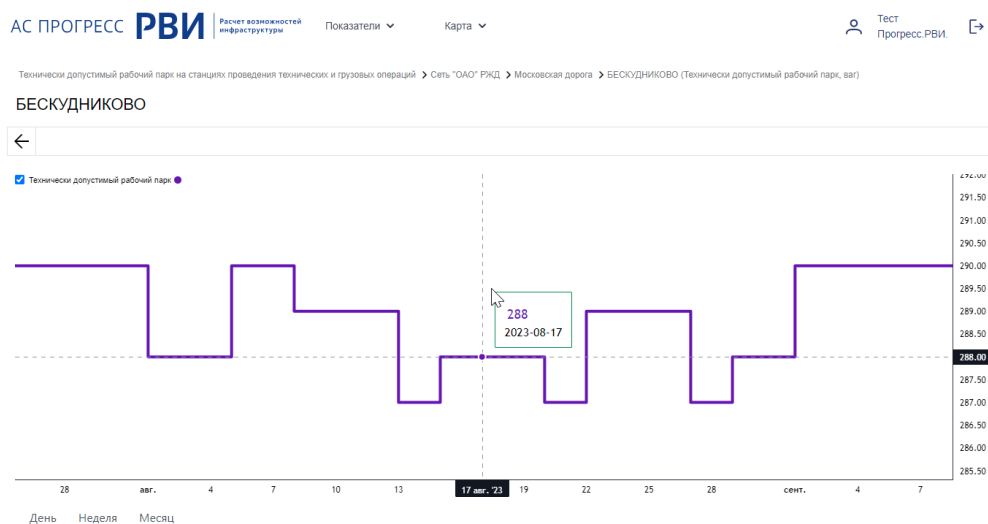 АС ПРОГРЕСС РВИ Расчет возможностей инфраструктуры Показатели Карта Тест Прогресс.РВИ.
Технически допустимый рабочий парк на станциях проведения технических и грузовых операций > Сеть "ОАО" РЖД > Московская дорога > БЕСКУДНИКОВО (Технически допустимый рабочий парк, ваг)
БЕСКУДНИКОВО
Технически допустимый рабочий парк
292.00
291.50
291.00
290.50
290.00
289.50
289.00
288.50
288.00
287.50
287.00
286.50
286.00
285.50
288
2023-08-17
28 авг. 4 7 10 13 17 авг. '23 19 22 25 28 сент. 4 7
День Неделя Месяц